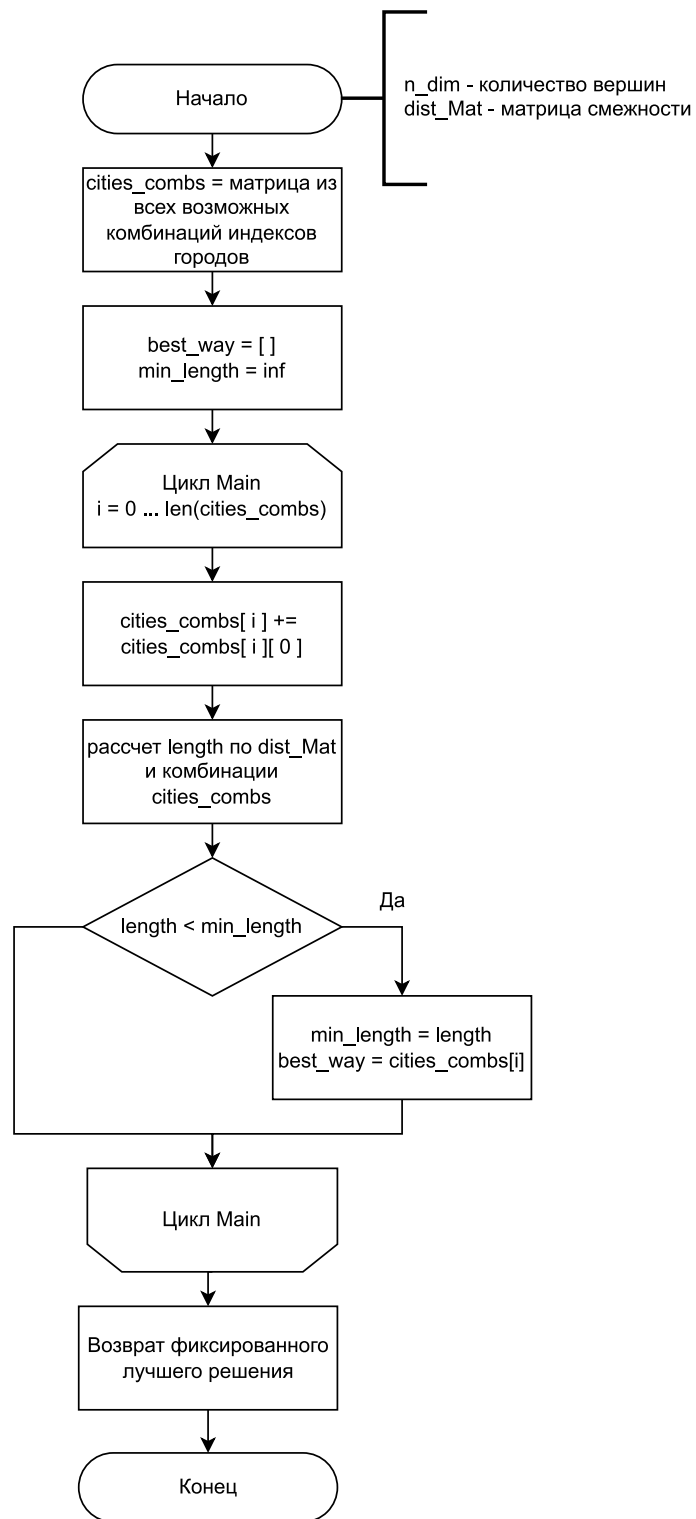 Начало
n_dim - количество вершин
dist_Mat - матрица смежности
cities_combs = матрица из
всех возможных
комбинаций индексов
городов
best_way = [ ]
min_length = inf
Цикл Main
i = 0 ... len(cities_combs)
cities_combs[ i ] +=
cities_combs[ i ][ 0 ]
рассчет length по dist_Mat
и комбинации
cities_combs
length < min_length
Да
min_length = length
best_way = cities_combs[i]
Цикл Main
Возврат фиксированного
лучшего решения
Конец